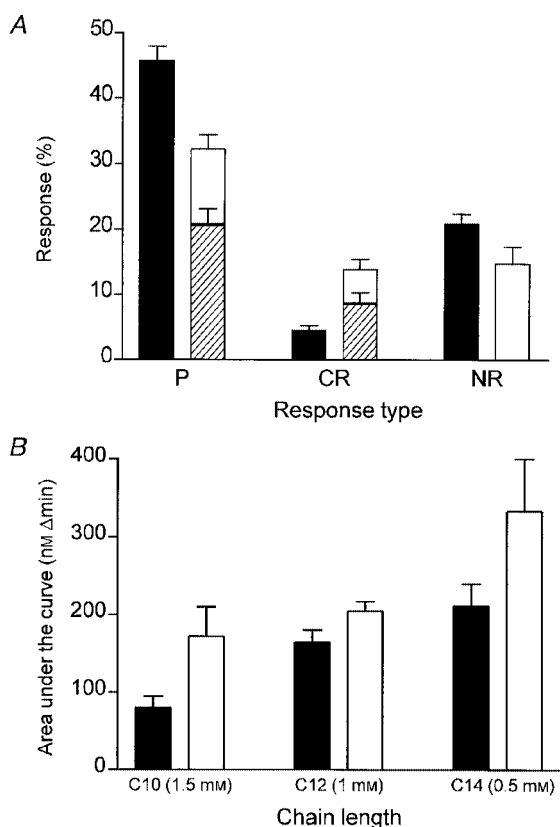 A
Response (%)
50
40
30
20
10
0
P CR NR
Response type
B
Area under the curve (nM Δmin)
400
300
200
100
0
C10 (1.5 mM) C12 (1 mM) C14 (0.5 mM)
Chain length